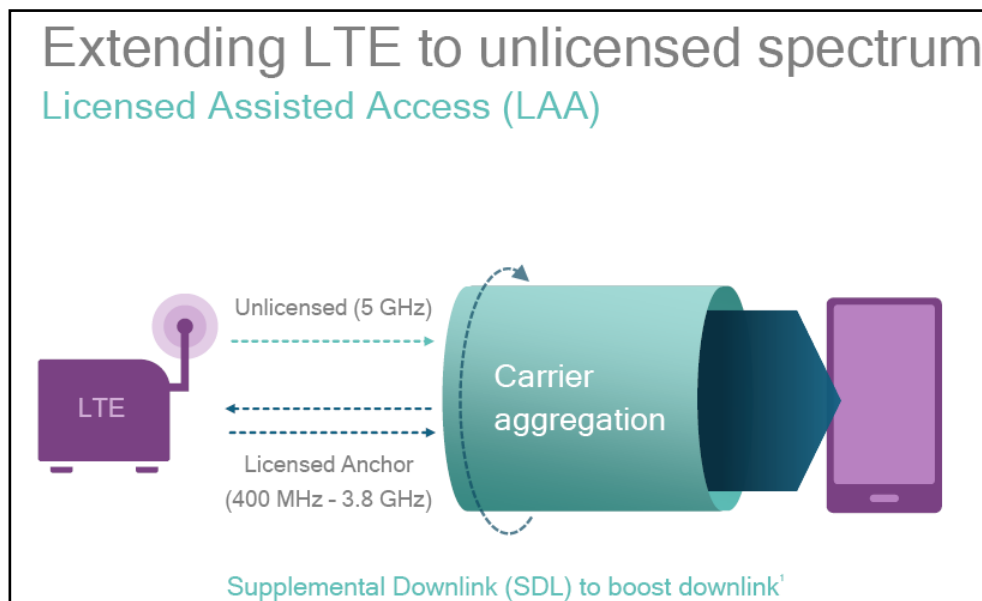 Extending LTE to unlicensed spectrum
Licensed Assisted Access (LAA)
Unlicensed (5 GHz)
LTE
Carrier
aggregation
Licensed Anchor
(400 MHz - 3.8 GHz)
Supplemental Downlink (SDL) to boost downlink¹